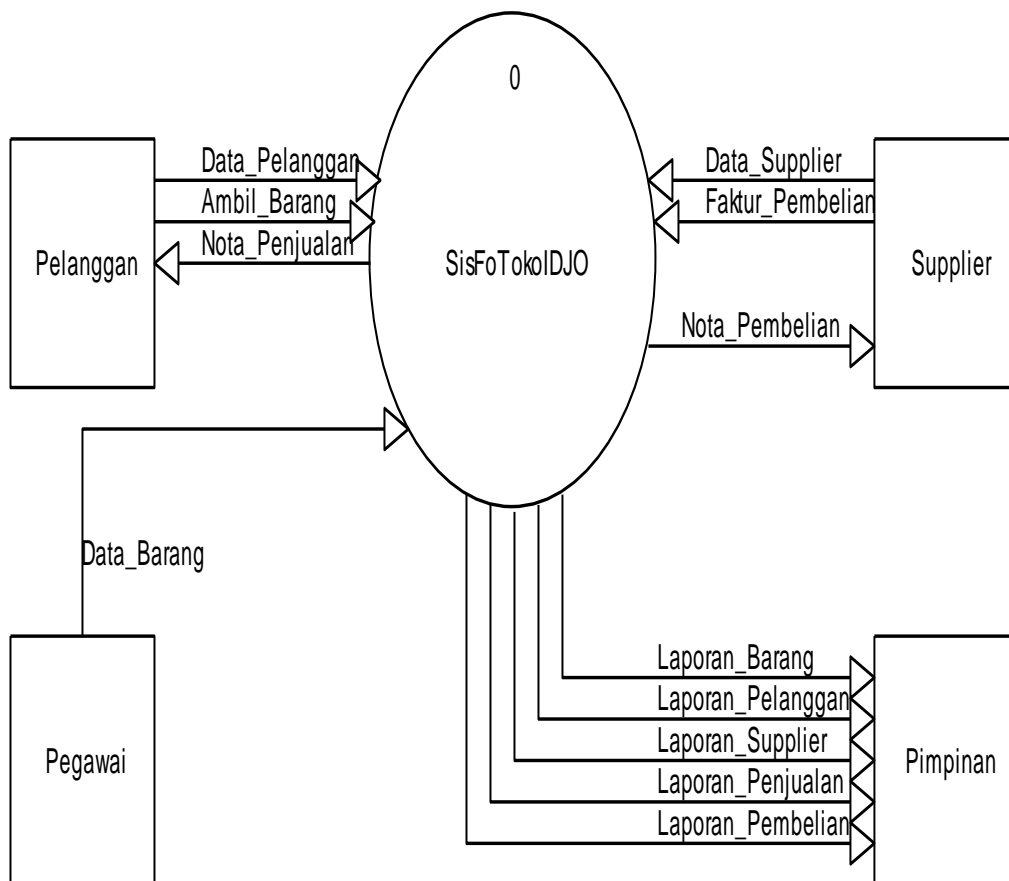 0
Data_Pelanggan
Data_Supplier
Ambil_Barang
Faktur_Pembelian
Nota_Penjualan
Pelanggan
SisFoTokoIDJO
Supplier
Nota_Pembelian
Data_Barang
Laporan_Barang
Laporan_Pelanggan
Laporan_Supplier
Pegawai
Pimpinan
Laporan_Penjualan
Laporan_Pembelian